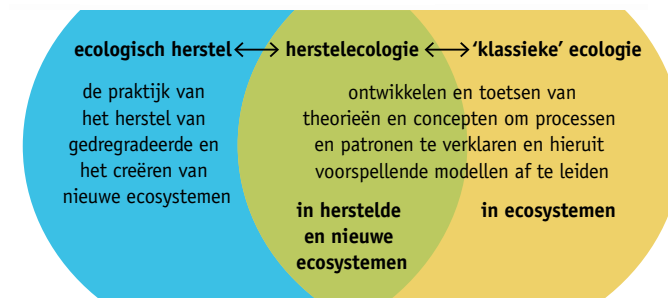 ecologisch herstel ↔ herstelecologie ↔ ‘klassieke’ ecologie
de praktijk van
het herstel van
gedregradeerde en
het creëren van
nieuwe ecosystemen
ontwikkelen en toetsen van
theorieën en concepten om processen
en patronen te verklaren en hieruit
voorspellende modellen af te leiden
in herstelde
en nieuwe
ecosystemen
in ecosystemen